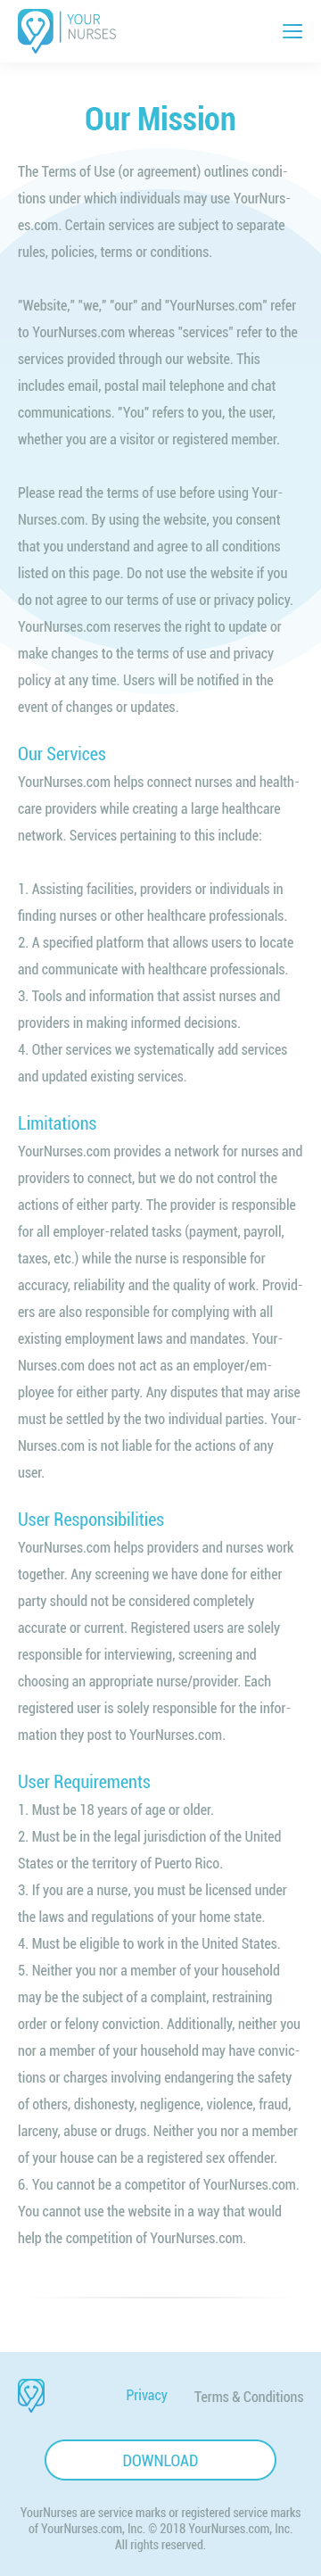 YOUR
NURSES
Our Mission
The Terms of Use (or agreement) outlines condi-
tions under which individuals may use YourNurs-
es.com. Certain services are subject to separate
rules, policies, terms or conditions.
"Website," "we," "our" and "YourNurses.com" refer
to YourNurses.com whereas "services" refer to the
services provided through our website. This
includes email, postal mail telephone and chat
communications. "You" refers to you, the user,
whether you are a visitor or registered member.
Please read the terms of use before using Your-
Nurses.com. By using the website, you consent
that you understand and agree to all conditions
listed on this page. Do not use the website if you
do not agree to our terms of use or privacy policy.
YourNurses.com reserves the right to update or
make changes to the terms of use and privacy
policy at any time. Users will be notified in the
event of changes or updates.
Our Services
YourNurses.com helps connect nurses and health-
care providers while creating a large healthcare
network. Services pertaining to this include:
1. Assisting facilities, providers or individuals in
finding nurses or other healthcare professionals.
2. A specified platform that allows users to locate
and communicate with healthcare professionals.
3. Tools and information that assist nurses and
providers in making informed decisions.
4. Other services we systematically add services
and updated existing services.
Limitations
YourNurses.com provides a network for nurses and
providers to connect, but we do not control the
actions of either party. The provider is responsible
for all employer-related tasks (payment, payroll,
taxes, etc.) while the nurse is responsible for
accuracy, reliability and the quality of work. Provid-
ers are also responsible for complying with all
existing employment laws and mandates. Your-
Nurses.com does not act as an employer/em-
ployee for either party. Any disputes that may arise
must be settled by the two individual parties. Your-
Nurses.com is not liable for the actions of any
user.
User Responsibilities
YourNurses.com helps providers and nurses work
together. Any screening we have done for either
party should not be considered completely
accurate or current. Registered users are solely
responsible for interviewing, screening and
choosing an appropriate nurse/provider. Each
registered user is solely responsible for the infor-
mation they post to YourNurses.com.
User Requirements
1. Must be 18 years of age or older.
2. Must be in the legal jurisdiction of the United
States or the territory of Puerto Rico.
3. If you are a nurse, you must be licensed under
the laws and regulations of your home state.
4. Must be eligible to work in the United States.
5. Neither you nor a member of your household
may be the subject of a complaint, restraining
order or felony conviction. Additionally, neither you
nor a member of your household may have convic-
tions or charges involving endangering the safety
of others, dishonesty, negligence, violence, fraud,
larceny, abuse or drugs. Neither you nor a member
of your house can be a registered sex offender.
6. You cannot be a competitor of YourNurses.com.
You cannot use the website in a way that would
help the competition of YourNurses.com.
Privacy
Terms & Conditions
DOWNLOAD
YourNurses are service marks or registered service marks
of YourNurses.com, Inc. © 2018 YourNurses.com, Inc.
All rights reserved.